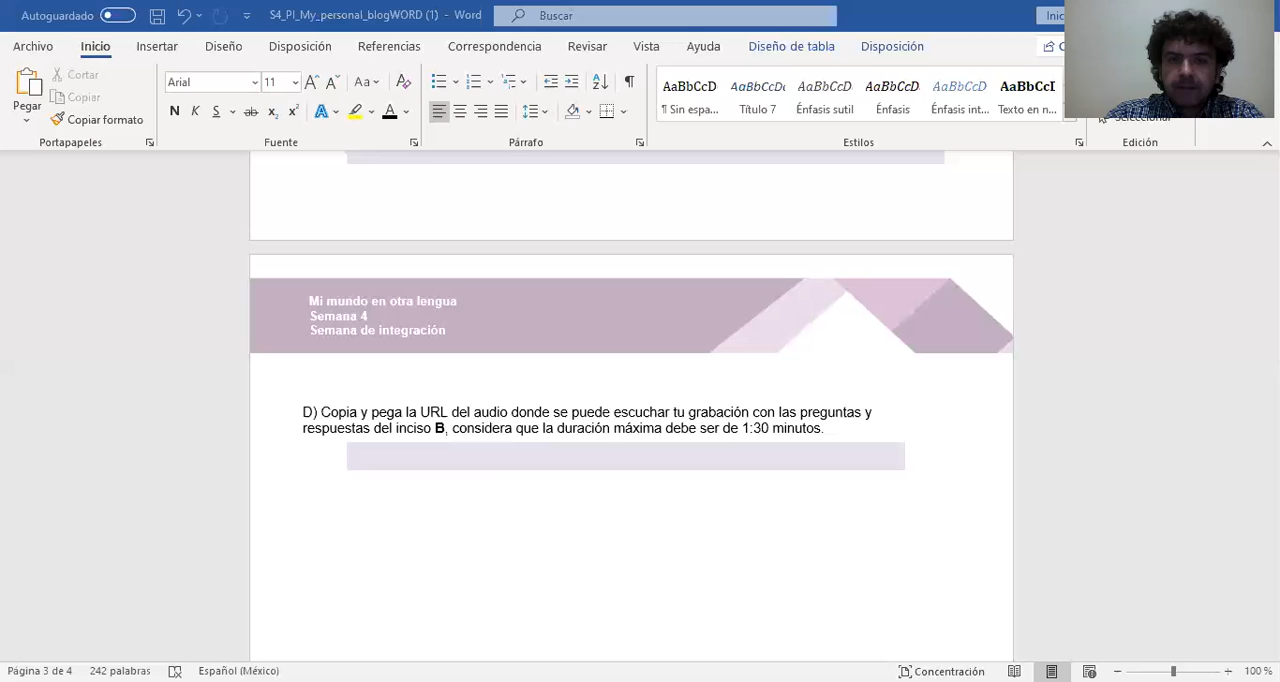 Autoguardado
S4_PI_My_personal_blogWORD (1) - Word
Buscar
Archivo Inicio Insertar Diseño Disposición Referencias Correspondencia Revisar Vista Ayuda Diseño de tabla Disposición
Pegar
Cortar
Copiar
Copiar formato
Portapapeles
Arial 11
Aa
N K S ab x₂ x²
A A
Fuente
Párrafo
AaBbCcD AaBbCcDc AaBbCcD AaBbCcD. AaBbCcD AaBbCcI
¶ Sin espa... Título 7 Énfasis sutil Énfasis Énfasis int... Texto en n...
Estilos
Edición
Mi mundo en otra lengua
Semana 4
Semana de integración
D) Copia y pega la URL del audio donde se puede escuchar tu grabación con las preguntas y
respuestas del inciso B, considera que la duración máxima debe ser de 1:30 minutos.
Página 3 de 4 242 palabras Español (México) Concentración 100 %